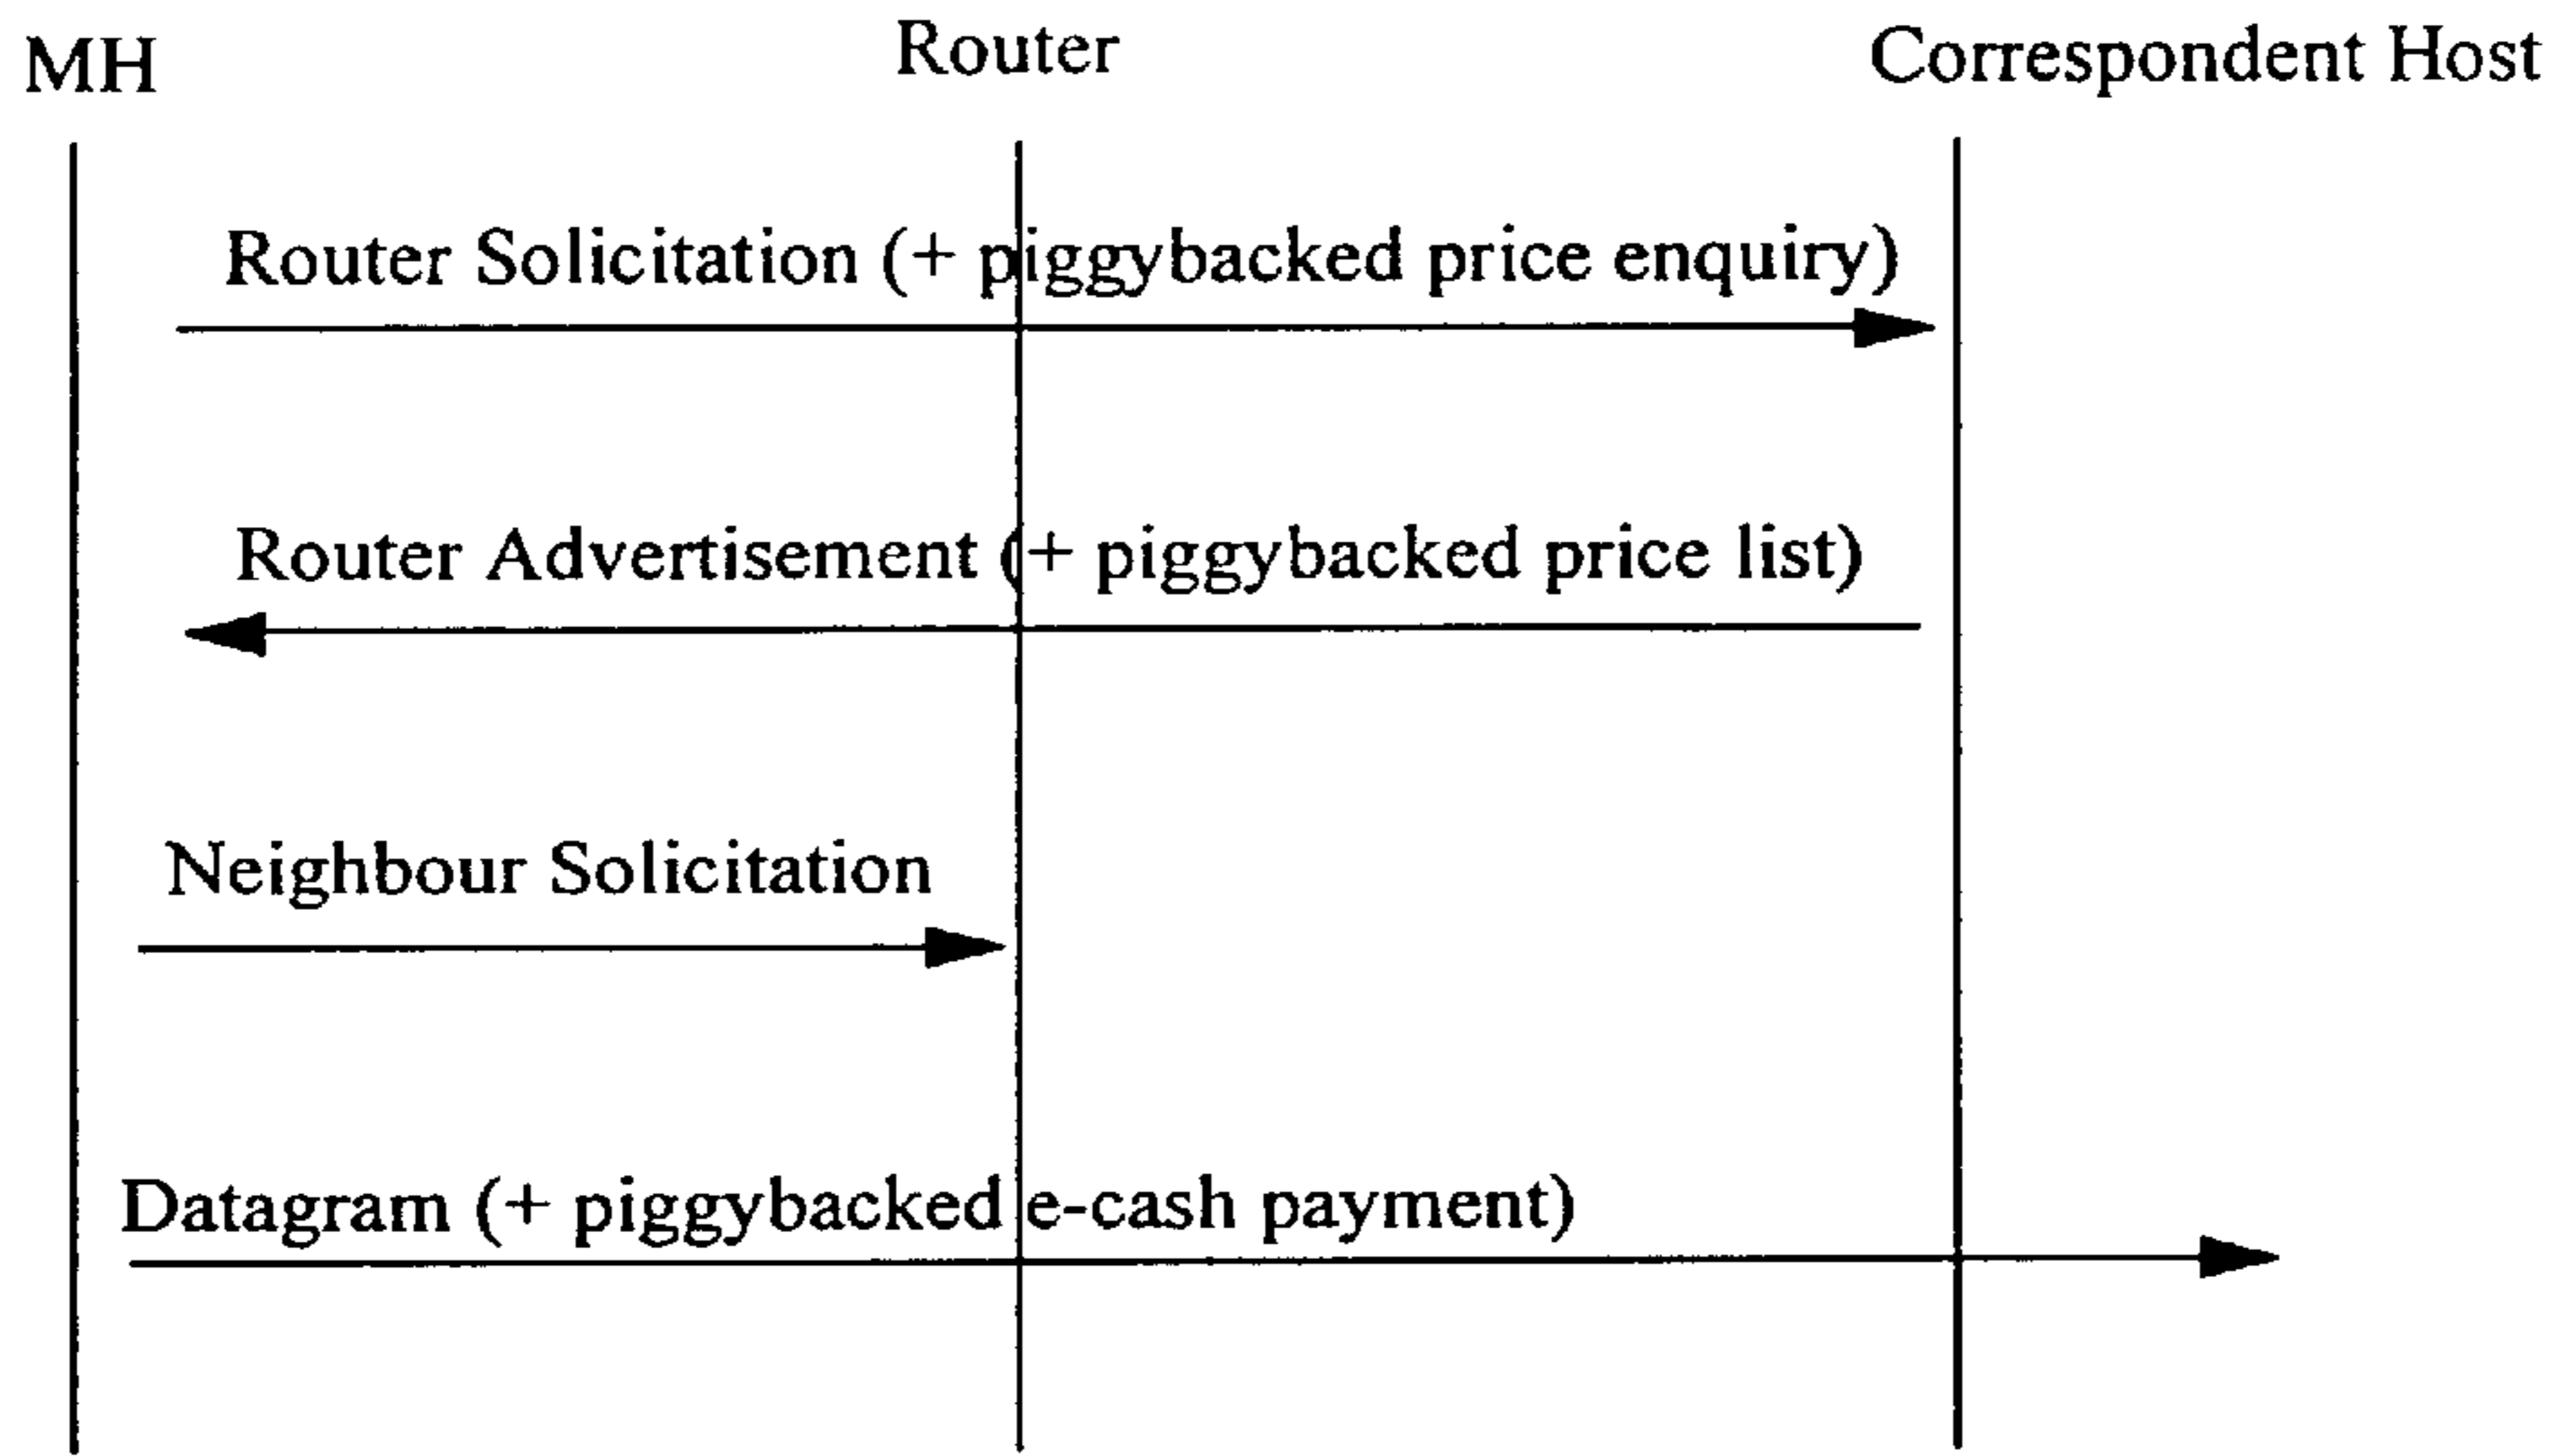 MH
Router
Correspondent Host
Router Solicitation (+ piggybacked price enquiry)
Router Advertisement (+ piggybacked price list)
Neighbour Solicitation
Datagram (+ piggybacked e-cash payment)